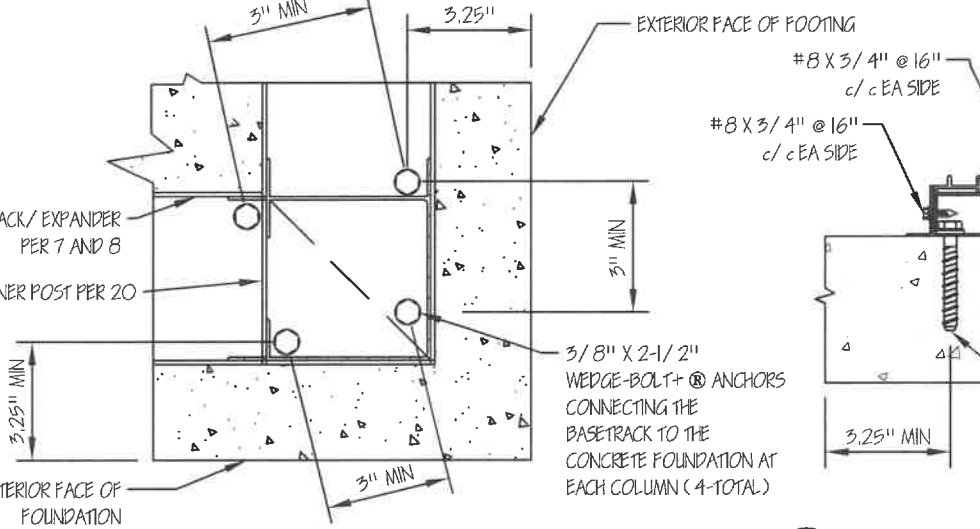 3" MIN
3.25"
EXTERIOR FACE OF FOOTING
#8 X 3/4" @ 16"
c/c EA SIDE
#8 X 3/4" @ 16"
c/c EA SIDE
ACK/ EXPANDER
PER 7 AND 8
3" MIN
NER POST PER 20
3.25" MIN
3/8" X 2-1/2"
WEDGE-BOLT+ ® ANCHORS
CONNECTING THE
BASETRACK TO THE
CONCRETE FOUNDATION AT
EACH COLUMN (4-TOTAL)
3.25" MIN
3" MIN
TERIOR FACE OF
FOUNDATION